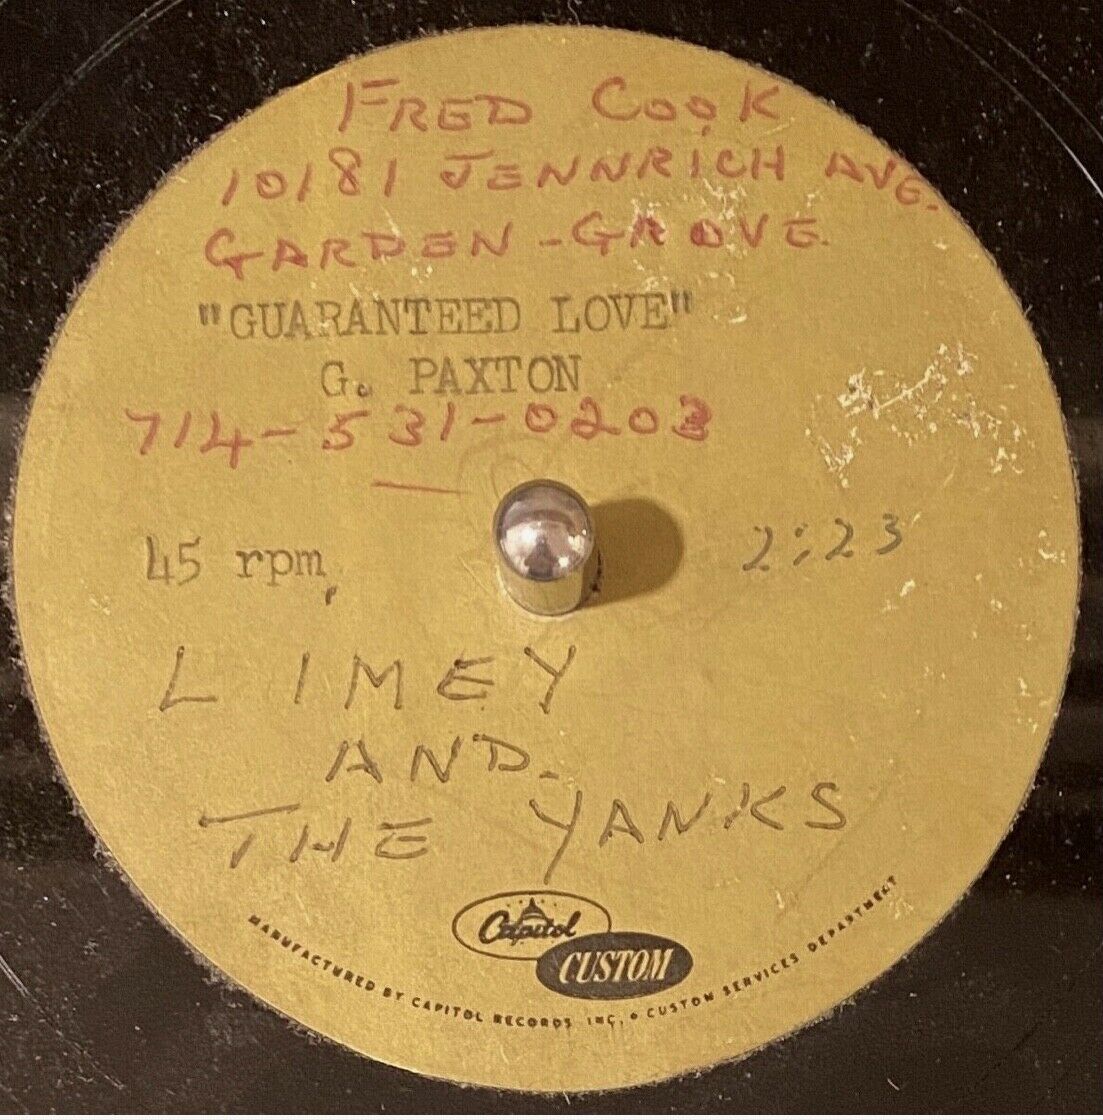 FRED COOK
10181 JENNRICH AVE.
GARDEN-GROVE.
"GUARANTEED LOVE"
G. PAXTON
714-531-0203
45 rpm.
2:23
LIMEY
AND.
THE YANKS
Capitol
CUSTOM
MANUFACTURED BY CAPITOL RECORDS INC. • CUSTOM SERVICES DEPARTMENT